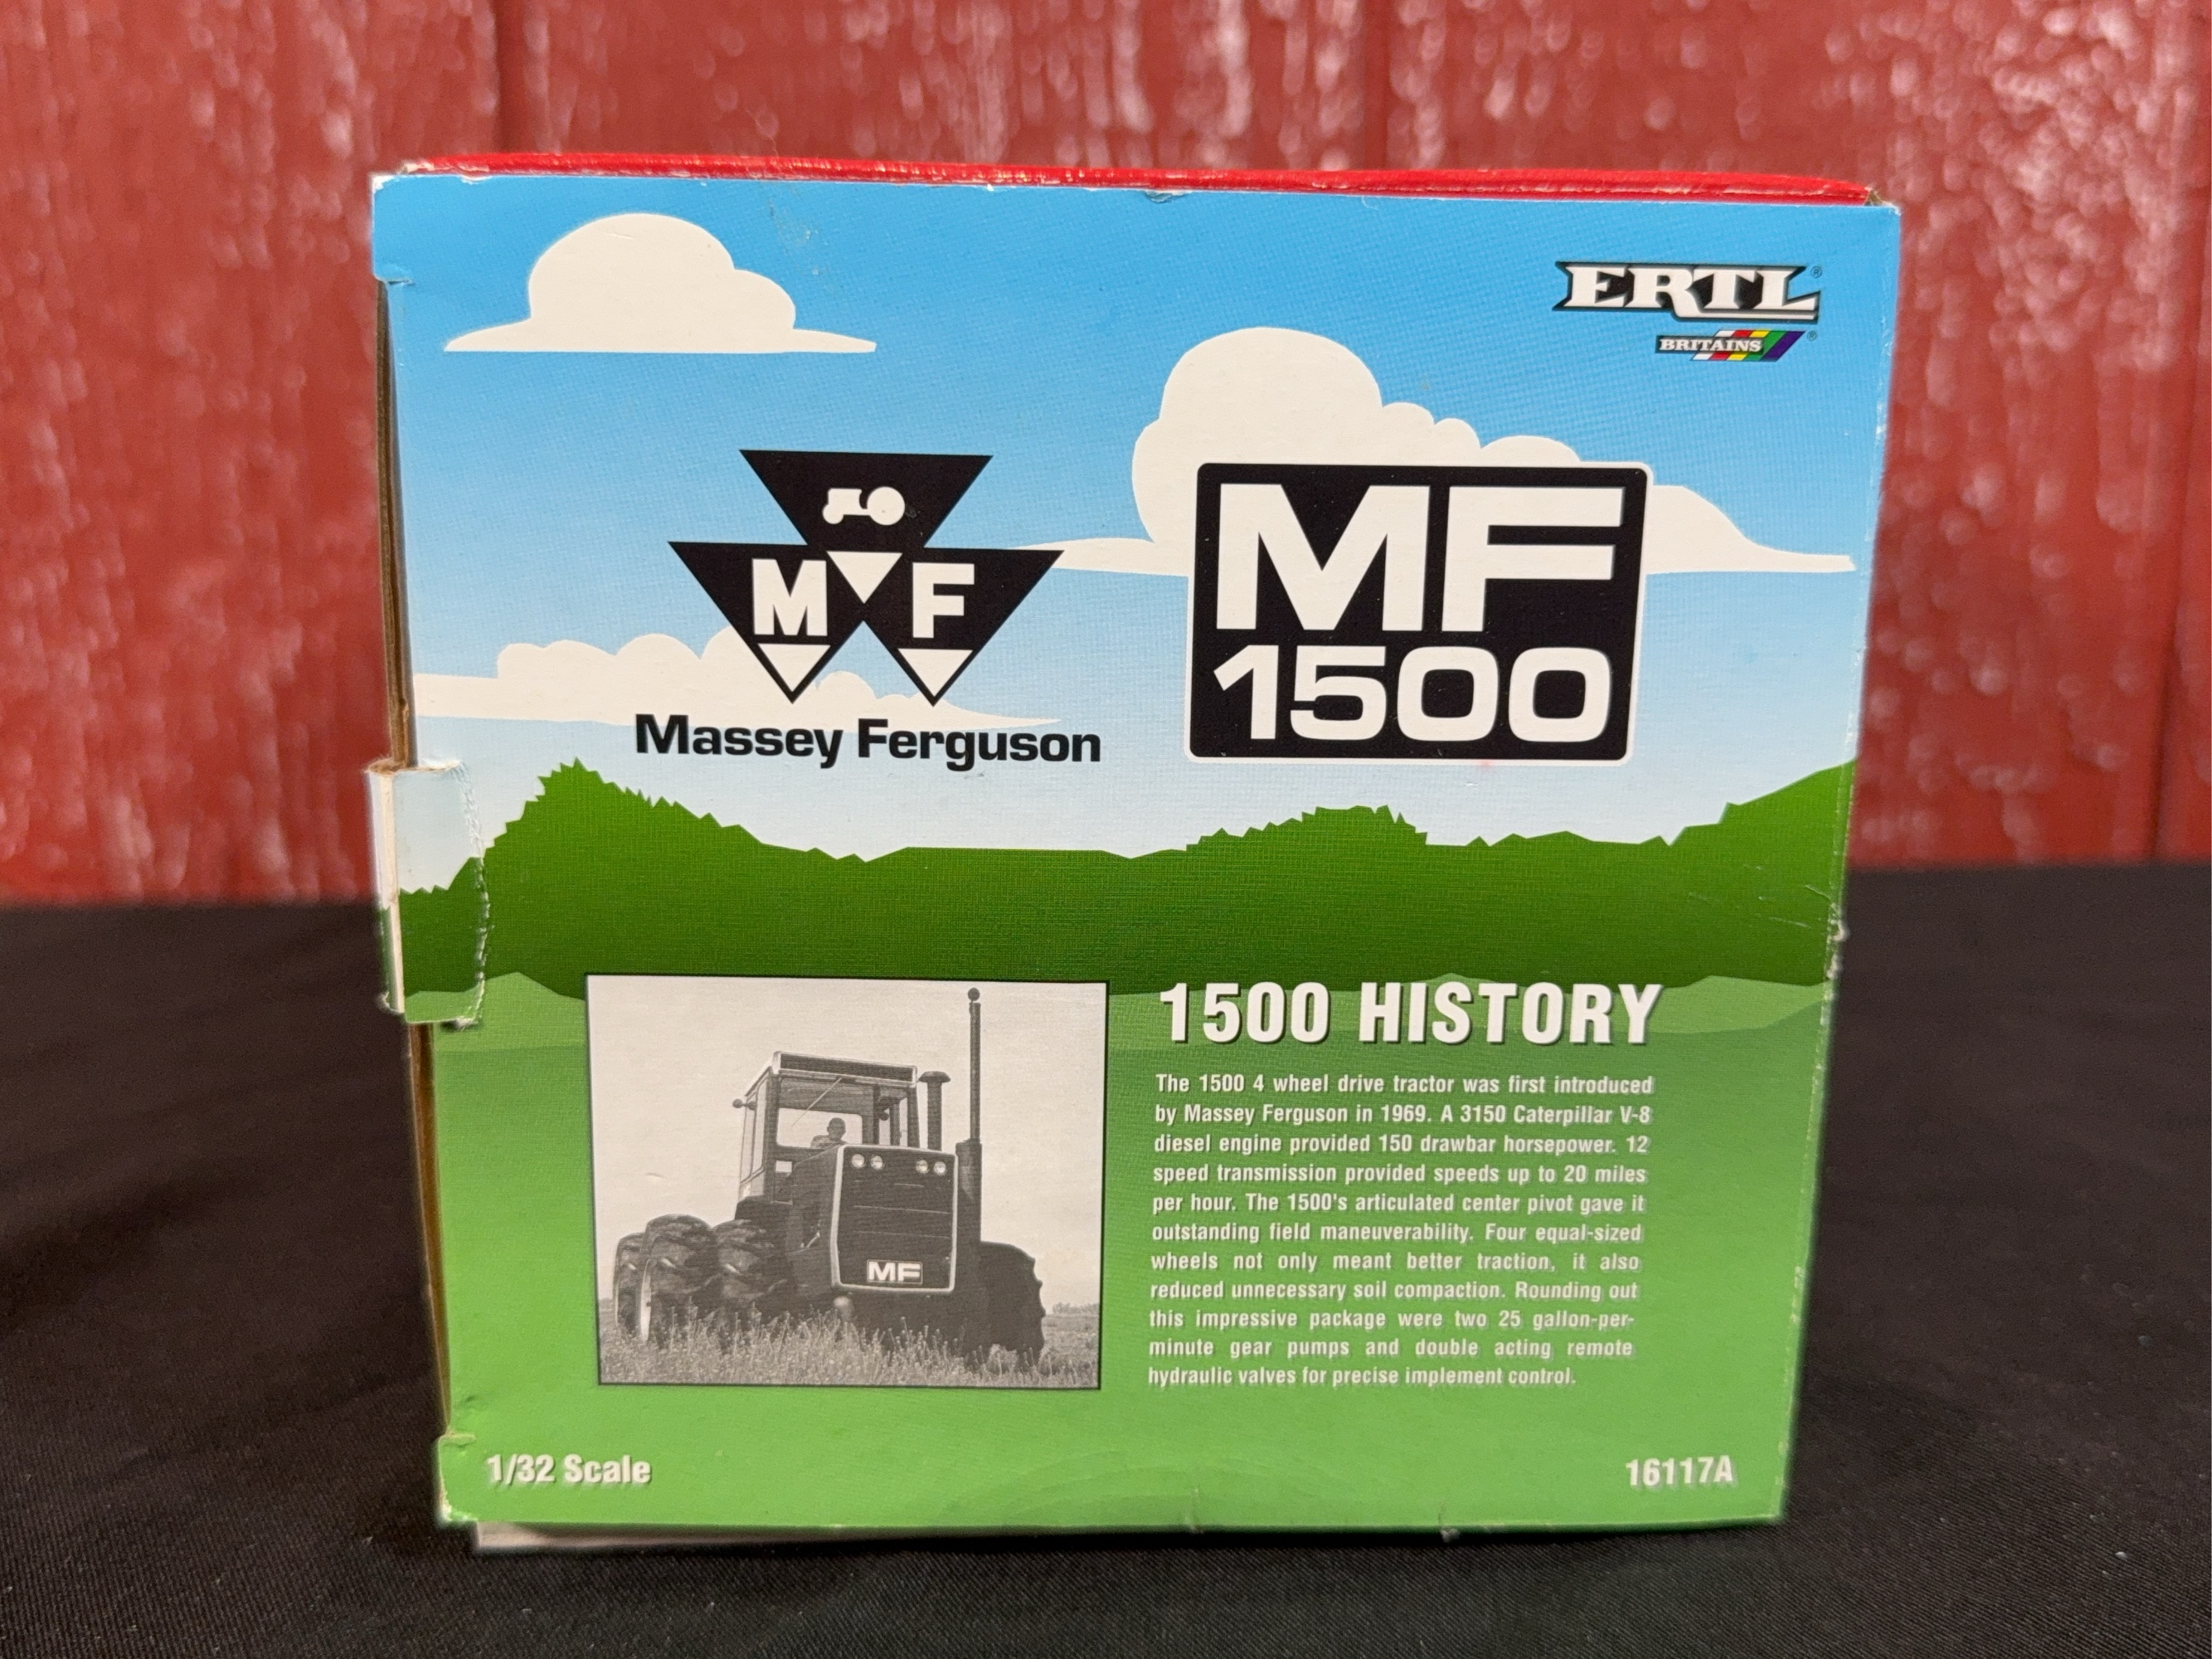 ERTL®
BRITAINS®
M F
Massey Ferguson
MF
1500
1500 HISTORY
The 1500 4 wheel drive tractor was first introduced
by Massey Ferguson in 1969. A 3150 Caterpillar V-8
diesel engine provided 150 drawbar horsepower. 12
speed transmission provided speeds up to 20 miles
per hour. The 1500's articulated center pivot gave it
outstanding field maneuverability. Four equal-sized
wheels not only meant better traction, it also
reduced unnecessary soil compaction. Rounding out
this impressive package were two 25 gallon-per-
minute gear pumps and double acting remote
hydraulic valves for precise implement control.
MF
1/32 Scale
16117A